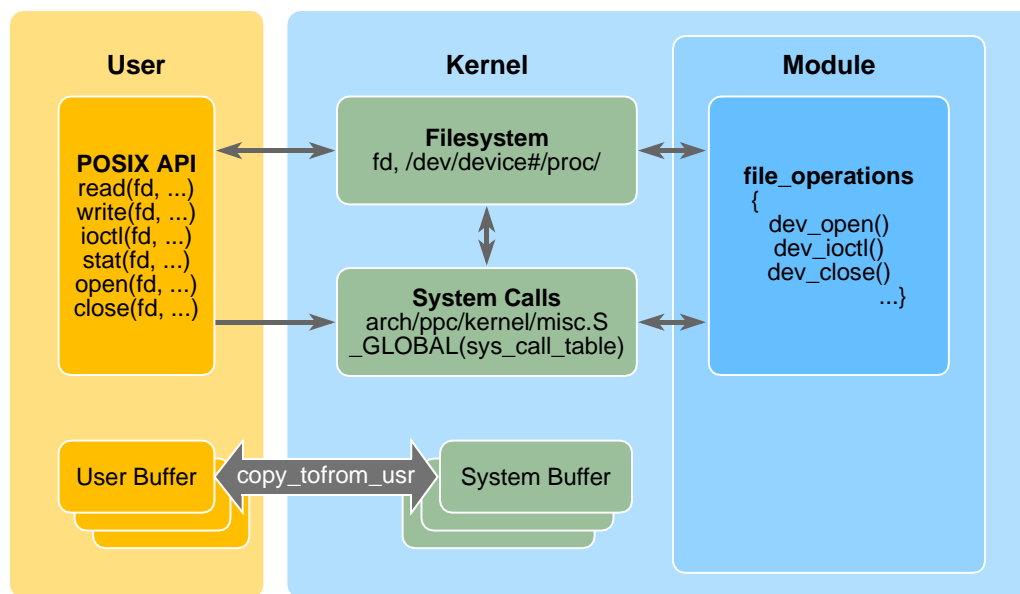 User
Kernel
Module
POSIX API
read(fd, ...)
write(fd, ...)
ioctl(fd, ...)
stat(fd, ...)
open(fd, ...)
close(fd, ...)
Filesystem
fd, /dev/device#/proc/
System Calls
arch/ppc/kernel/misc.S
_GLOBAL(sys_call_table)
file_operations
{
dev_open()
dev_ioctl()
dev_close()
...}
User Buffer
copy_tofrom_usr
System Buffer